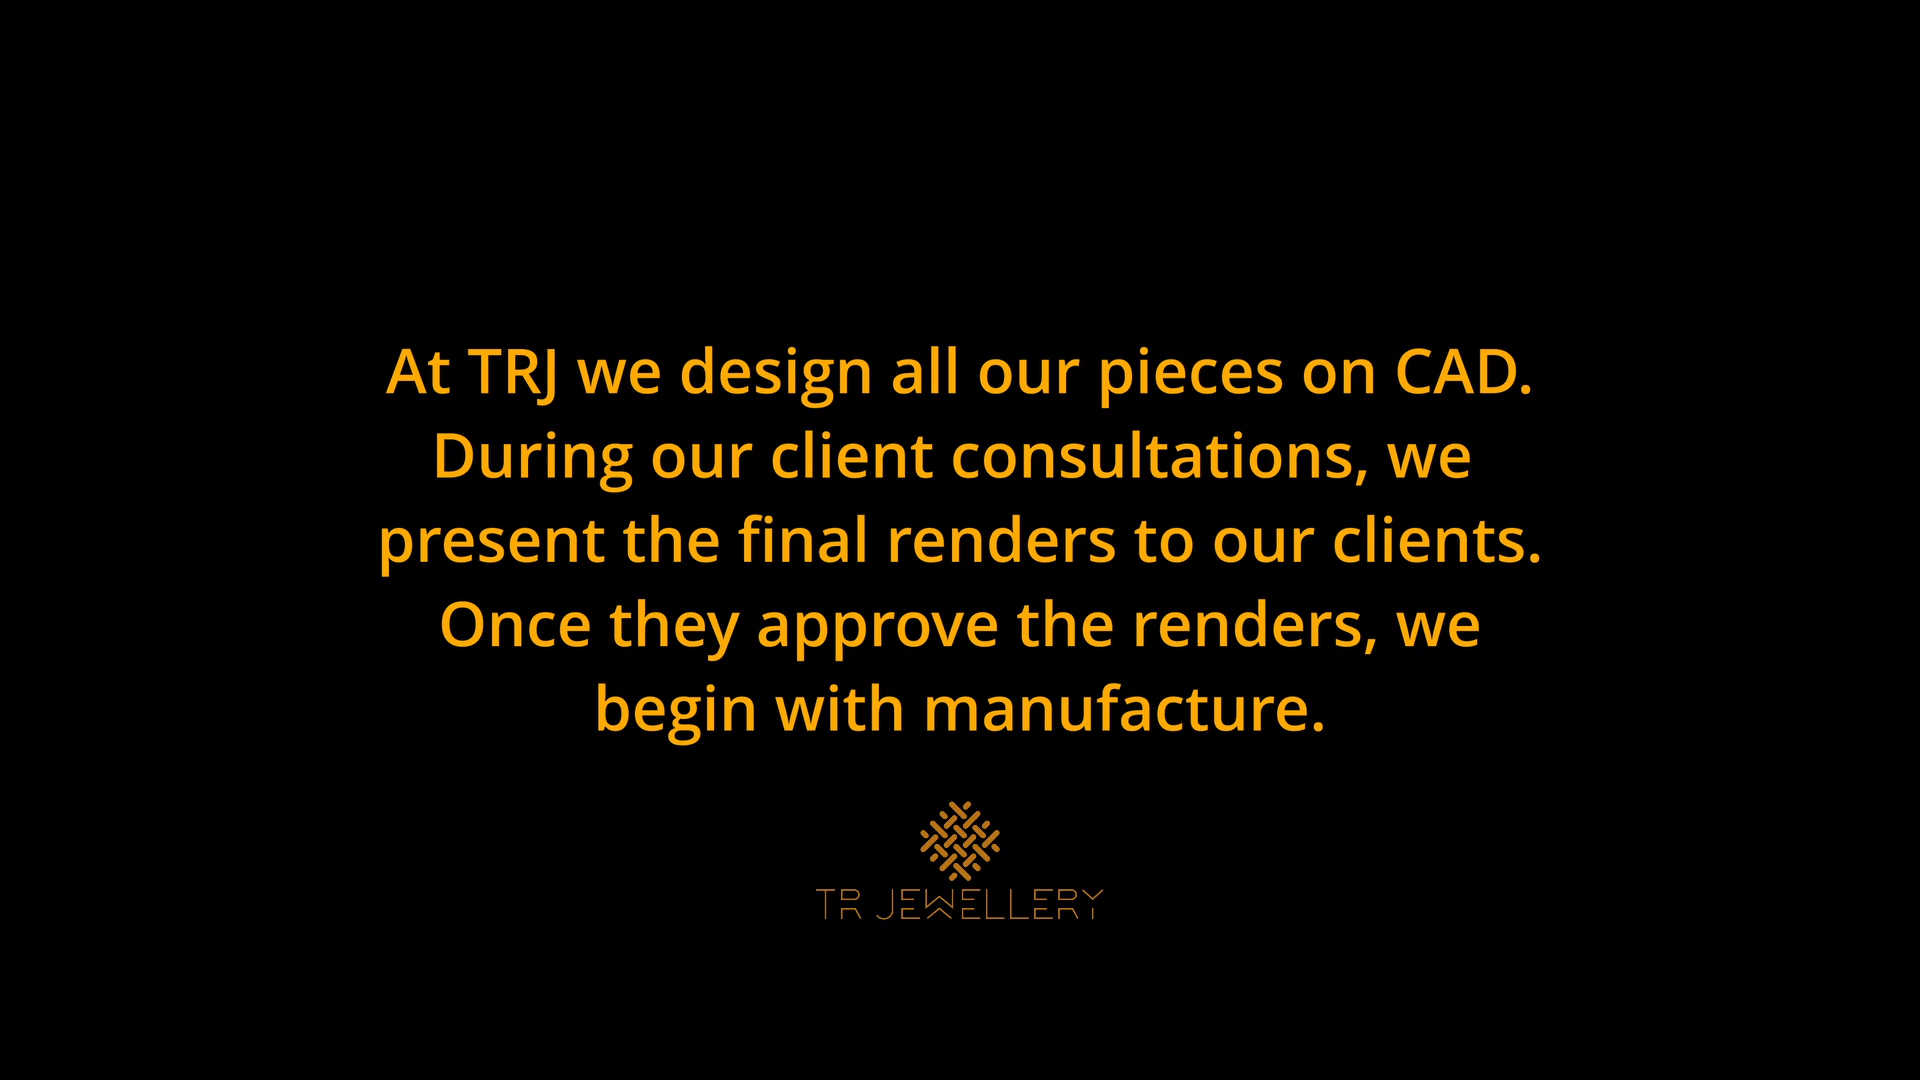 At TRJ we design all our pieces on CAD.
During our client consultations, we
present the final renders to our clients.
Once they approve the renders, we
begin with manufacture.
TR JEWELLERY